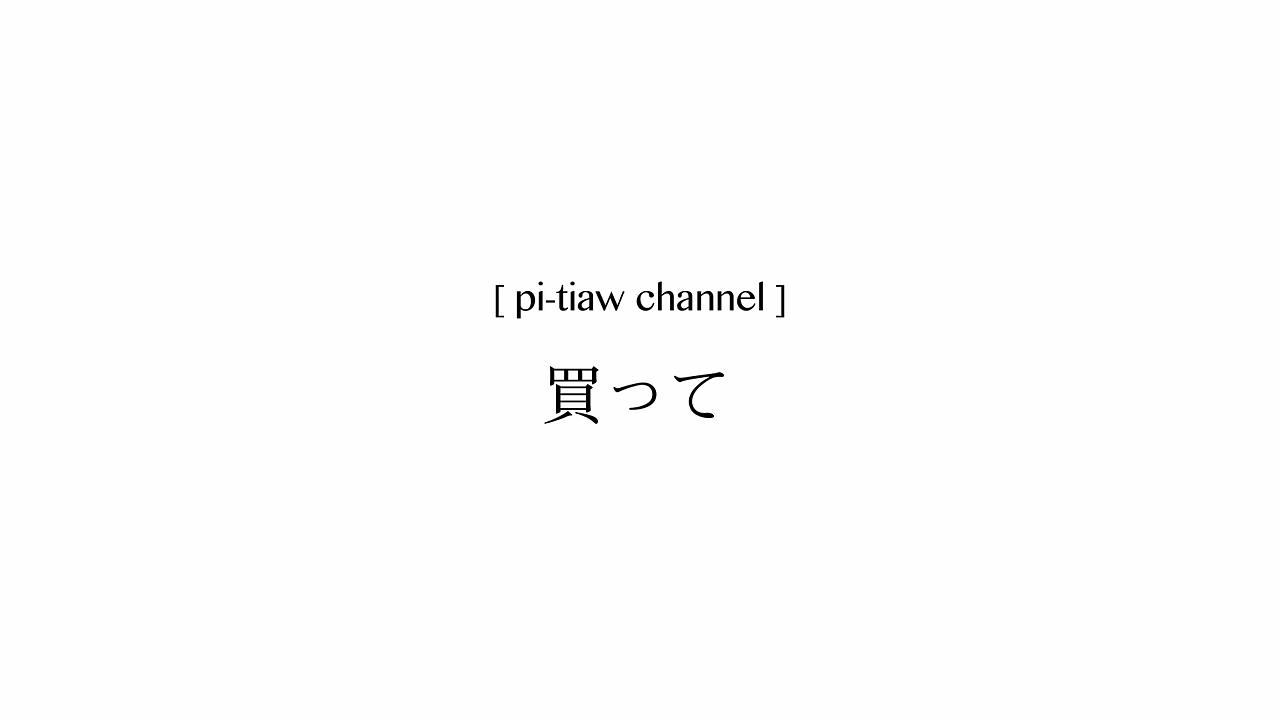 [ pi-tiaw channel ]
買って